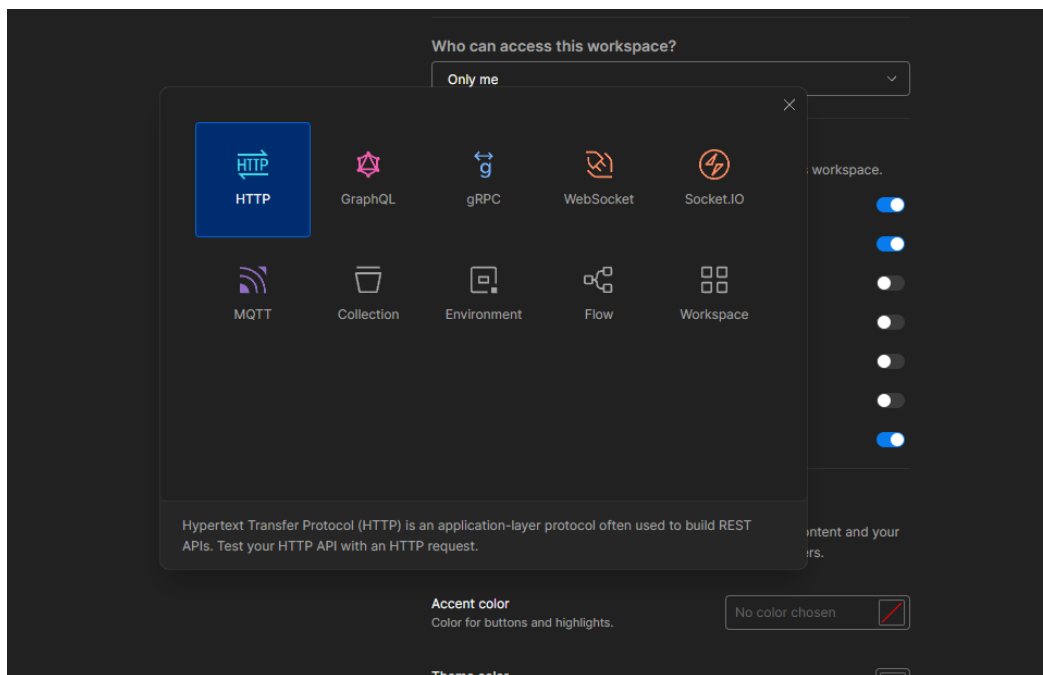 Who can access this workspace?
Only me
workspace.
HTTP
HTTP
GraphQL
g
gRPC
WebSocket
Socket.IO
MQTT
Collection
Environment
Flow
Workspace
Hypertext Transfer Protocol (HTTP) is an application-layer protocol often used to build REST
APIs. Test your HTTP API with an HTTP request.
and your
Accent color
Color for buttons and highlights.
No color chosen